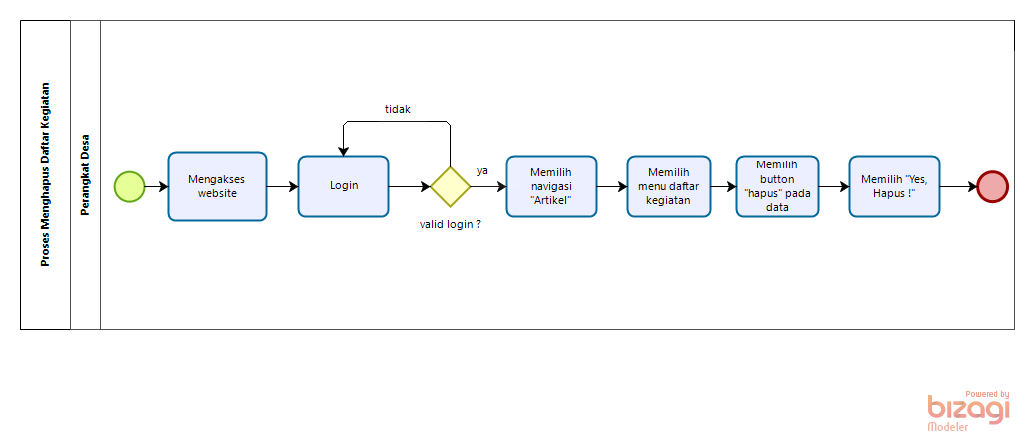 Proses Menghapus Daftar Kegiatan
Perangkat Desa
Mengakses
website
Login
tidak
valid login ?
ya
Memilih
navigasi
"Artikel"
Memilih
menu daftar
kegiatan
Memilih
button
"hapus" pada
data
Memilih "Yes,
Hapus !"
Powered by
bizagi
Modeler